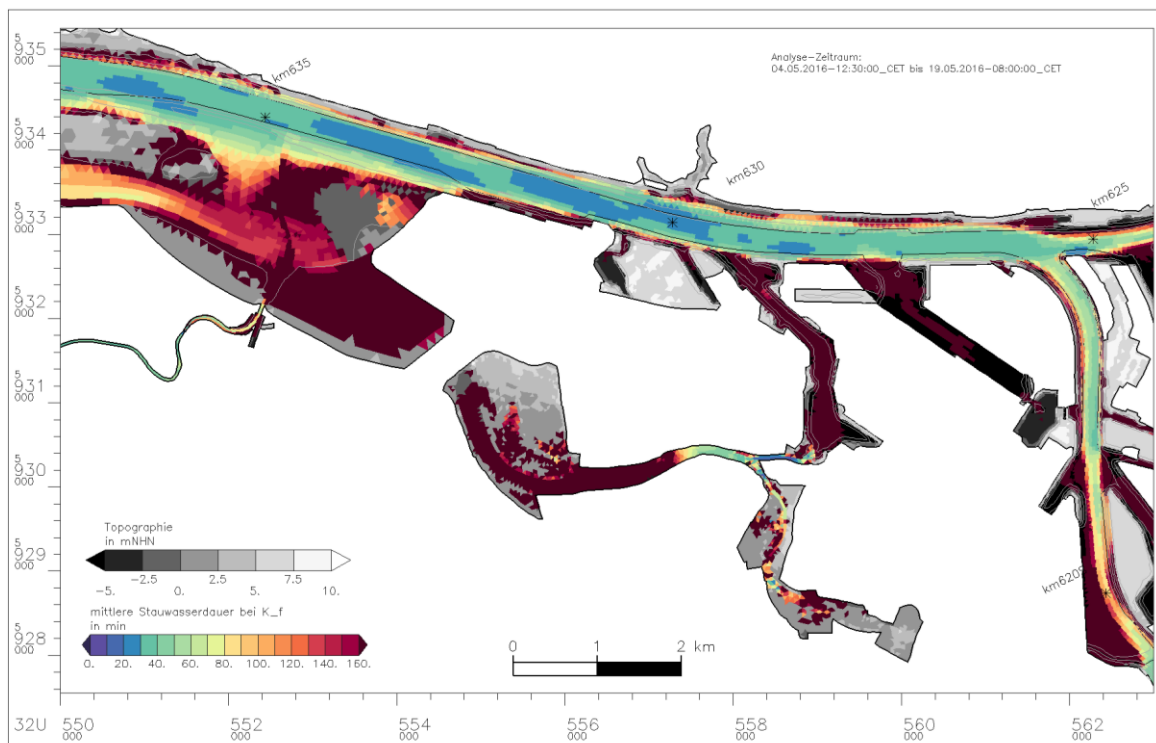 Analyse-Zeitraum:
04.05.2016-12:30:00_CET bis 19.05.2016-08:00:00_CET
km635
km630
km625
km620S
5 935 000
5 934 000
5 933 000
5 932 000
5 931 000
5 930 000
5 929 000
5 928 000
Topographie
in mNHN
-5. -2.5 0. 2.5 5. 7.5 10.
mittlere Stauwasserdauer bei K_f
in min
0. 20. 40. 60. 80. 100. 120. 140. 160.
0 1 2 km
32U 550 000 552 000 554 000 556 000 558 000 560 000 562 000